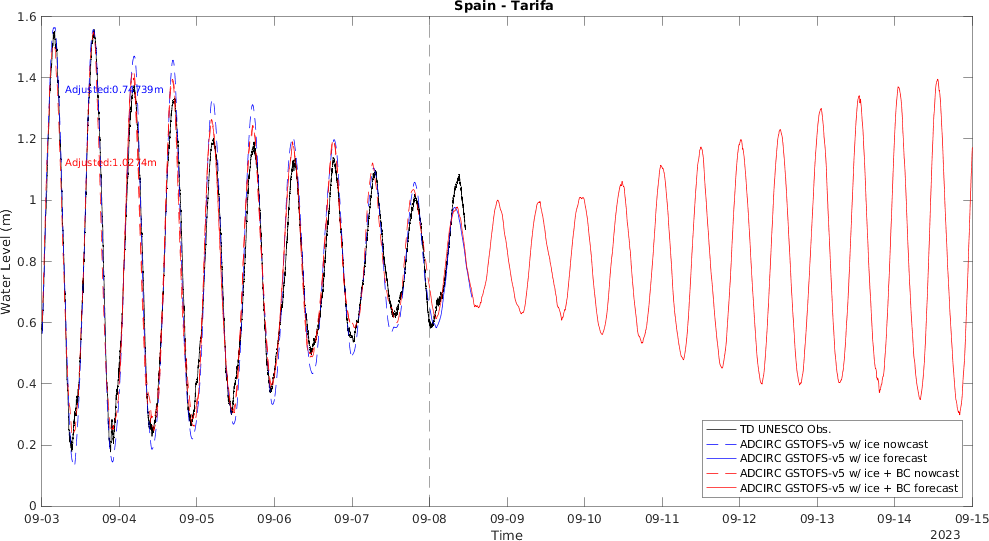 Spain - Tarifa
1.6
1.4
1.2
1
0.8
0.6
0.4
0.2
0
Water Level (m)
Adjusted:0.74739m
Adjusted:1.0274m
TD UNESCO Obs.
ADCIRC GSTOFS-v5 w/ ice nowcast
ADCIRC GSTOFS-v5 w/ ice forecast
ADCIRC GSTOFS-v5 w/ ice + BC nowcast
ADCIRC GSTOFS-v5 w/ ice + BC forecast
09-03 09-04 09-05 09-06 09-07 09-08 09-09 09-10 09-11 09-12 09-13 09-14 09-15
Time
2023